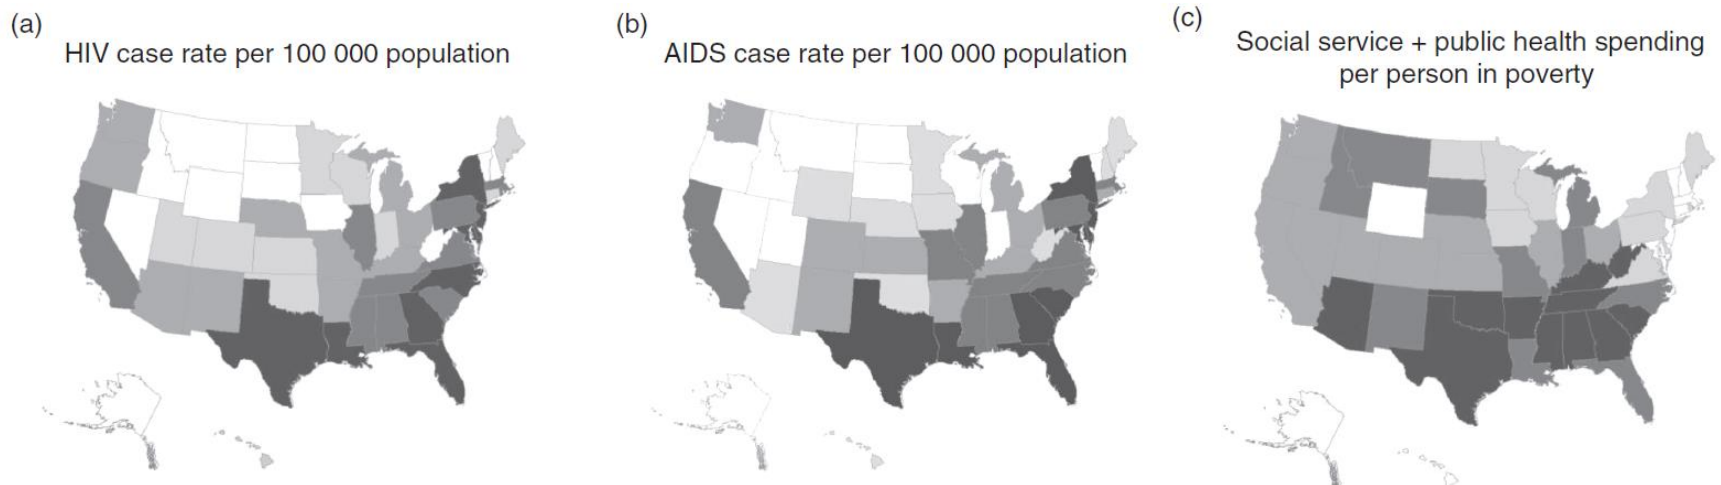 (a)
HIV case rate per 100 000 population
(b)
AIDS case rate per 100 000 population
(c)
Social service + public health spending
per person in poverty